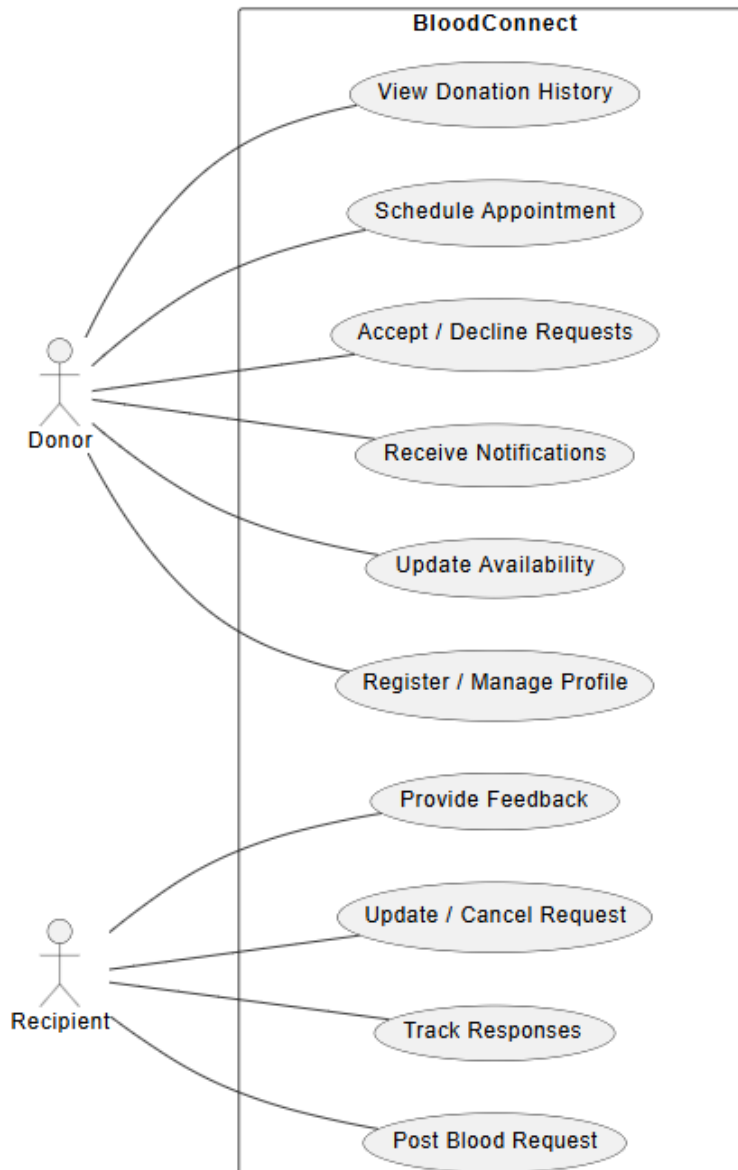 BloodConnect
View Donation History
Schedule Appointment
Accept / Decline Requests
Donor
Receive Notifications
Update Availability
Register / Manage Profile
Provide Feedback
Update / Cancel Request
Recipient
Track Responses
Post Blood Request